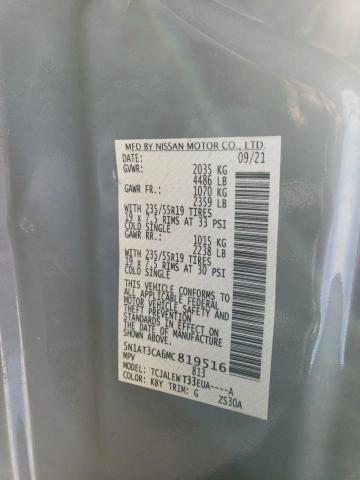 MFD BY NISSAN MOTOR CO., LTD.
DATE: 09/21
GVWR: 2035 KG
4486 LB
GAWR FR.: 1070 KG
2359 LB
WITH 235/55R19 TIRES
19 x 7.5 RIMS AT 33 PSI
COLD SINGLE
GAWR RR.: 1015 KG
2238 LB
WITH 235/55R19 TIRES
19 x 7.5 RIMS AT 30 PSI
COLD SINGLE
THIS VEHICLE CONFORMS TO
ALL APPLICABLE FEDERAL
MOTOR VEHICLE SAFETY AND
THEFT PREVENTION
STANDARDS IN EFFECT ON
THE DATE OF MANUFACTURE
SHOWN ABOVE.
5N1AT3CA6MC 819516
MPV 813
MODEL: TCJALEW T33EUA----A
COLOR: KBY TRIM: G ZS30A